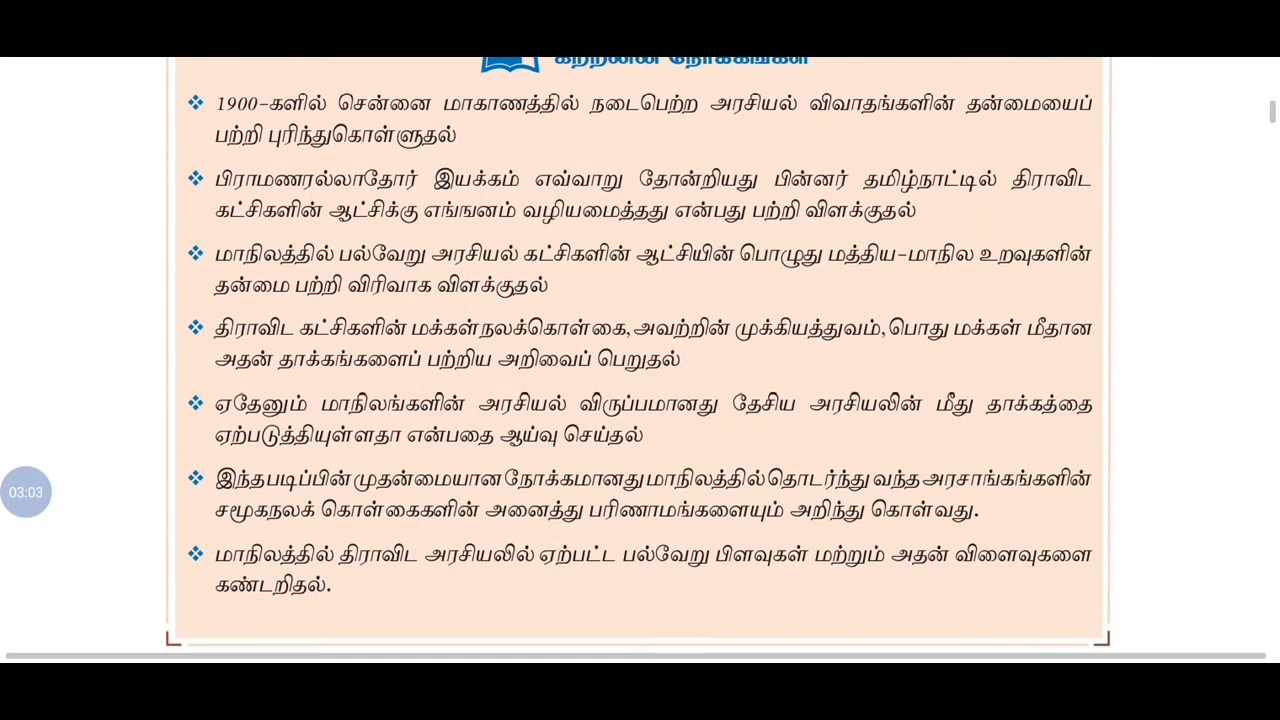 1900-களில் சென்னை மாகாணத்தில் நடைபெற்ற அரசியல் விவாதங்களின் தன்மையைப்
பற்றி புரிந்துகொள்ளுதல்
பிராமணரல்லாதோர் இயக்கம் எவ்வாறு தோன்றியது பின்னர் தமிழ்நாட்டில் திராவிட
கட்சிகளின் ஆட்சிக்கு எங்ஙனம் வழியமைத்தது என்பது பற்றி விளக்குதல்
மாநிலத்தில் பல்வேறு அரசியல் கட்சிகளின் ஆட்சியின் பொழுது மத்திய-மாநில உறவுகளின்
தன்மை பற்றி விரிவாக விளக்குதல்
திராவிட கட்சிகளின் மக்கள்நலக்கொள்கை, அவற்றின் முக்கியத்துவம், பொது மக்கள் மீதான
அதன் தாக்கங்களைப் பற்றிய அறிவைப் பெறுதல்
ஏதேனும் மாநிலங்களின் அரசியல் விருப்பமானது தேசிய அரசியலின் மீது தாக்கத்தை
ஏற்படுத்தியுள்ளதா என்பதை ஆய்வு செய்தல்
இந்தபடிப்பின் முதன்மையான நோக்கமானது மாநிலத்தில் தொடர்ந்து வந்த அரசாங்கங்களின்
சமூகநலக் கொள்கைகளின் அனைத்து பரிணாமங்களையும் அறிந்து கொள்வது.
மாநிலத்தில் திராவிட அரசியலில் ஏற்பட்ட பல்வேறு பிளவுகள் மற்றும் அதன் விளைவுகளை
கண்டறிதல்.
03:03